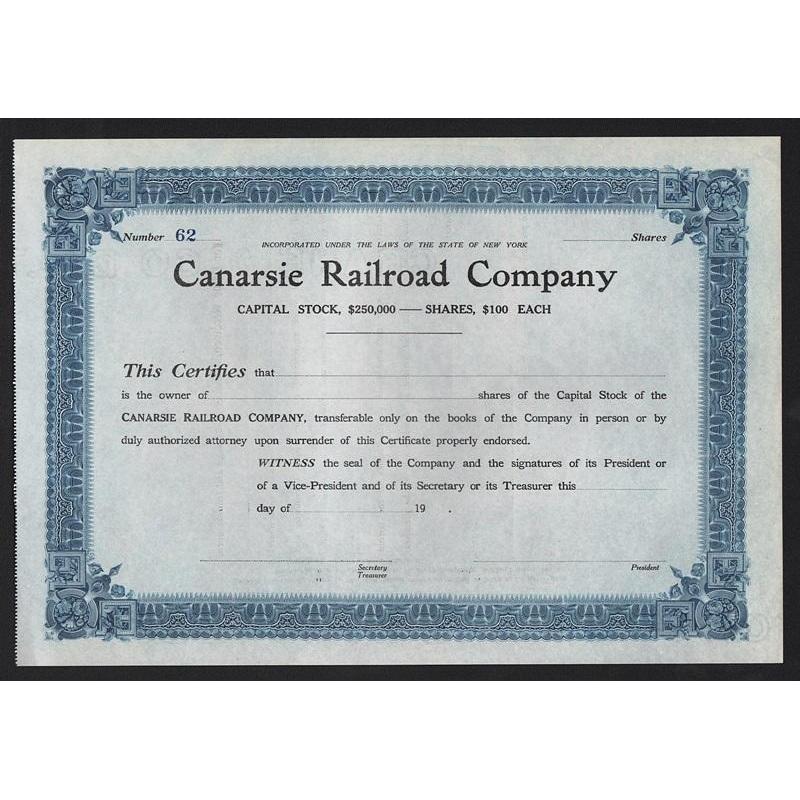 Number 62 Shares
INCORPORATED UNDER THE LAWS OF THE STATE OF NEW YORK
Canarsie Railroad Company
CAPITAL STOCK, $250,000 — SHARES, $100 EACH
This Certifies that
is the owner of shares of the Capital Stock of the
CANARSIE RAILROAD COMPANY, transferable only on the books of the Company in person or by
duly authorized attorney upon surrender of this Certificate properly endorsed.
WITNESS the seal of the Company and the signatures of its President or
of a Vice-President and of its Secretary or its Treasurer this
day of 19 .
Secretary President
Treasurer